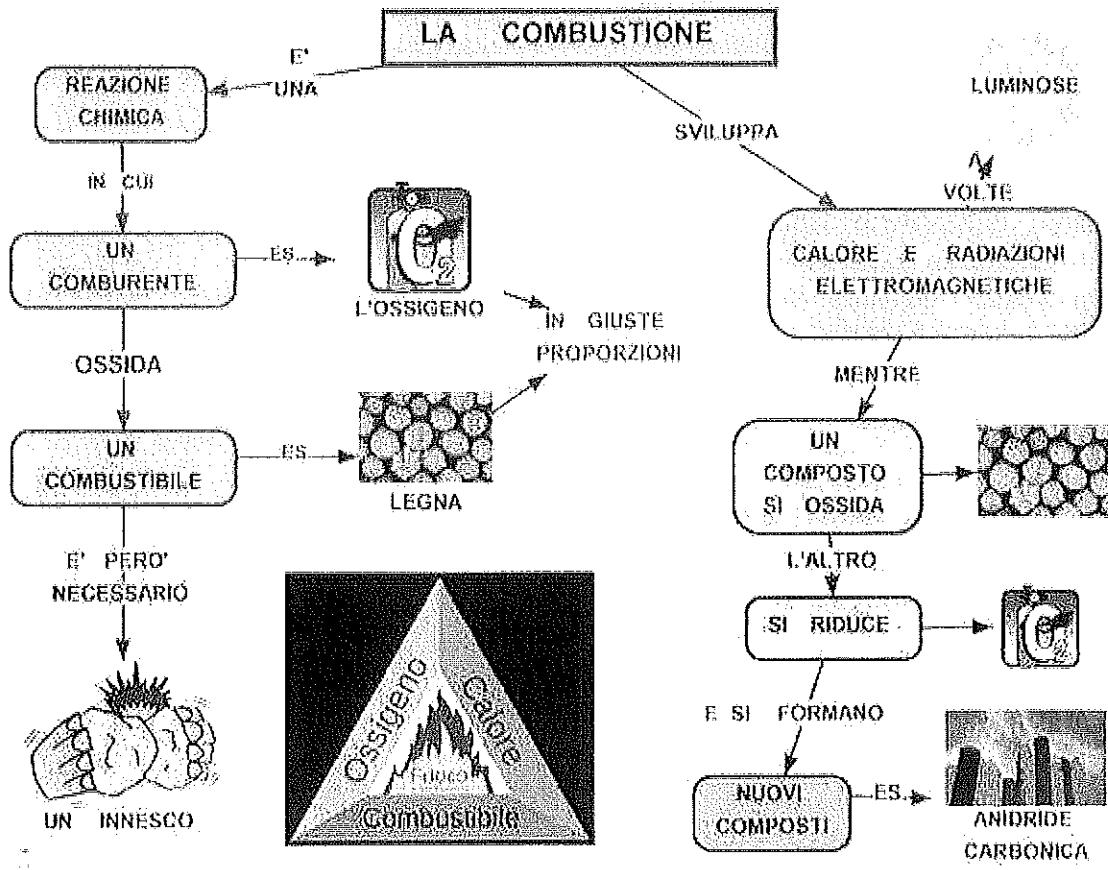 LA COMBUSTIONE
E'
UNA
REAZIONE
CHIMICA
IN CUI
UN
COMBURENTE
ES.
O2
L'OSSIGENO
IN GIUSTE
PROPORZIONI
OSSIDA
UN
COMBUSTIBILE
ES
LEGNA
E' PERO'
NECESSARIO
UN INNESCO
Ossigeno
Calore
Fuoco
Combustibile
SVILUPPA
LUMINOSE
A
VOLTE
CALORE E RADIAZIONI
ELETTROMAGNETICHE
MENTRE
UN
COMPOSTO
SI OSSIDA
L'ALTRO
SI RIDUCE
O2
E SI FORMANO
NUOVI
COMPOSTI
ES.
ANIDRIDE
CARBONICA